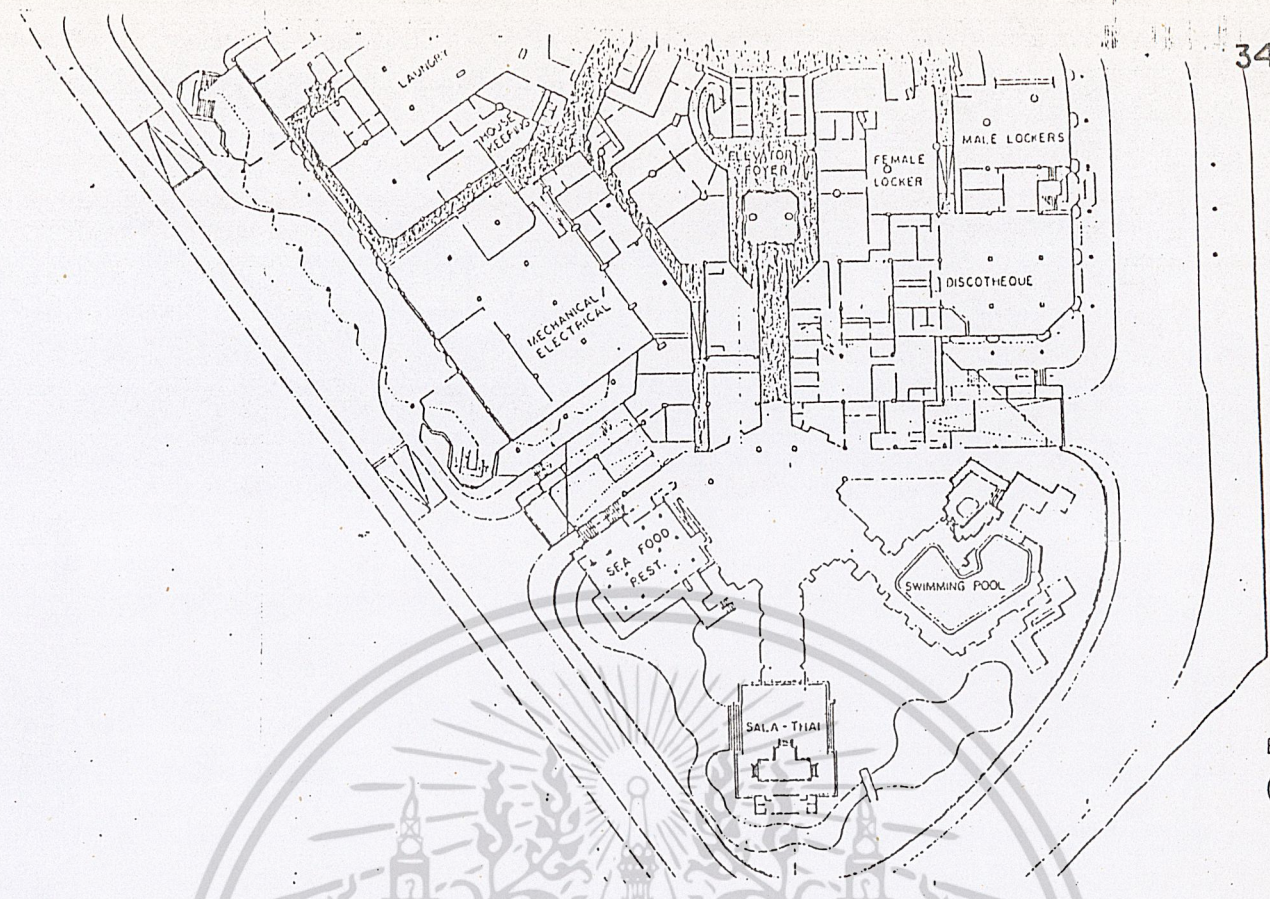 34
LAUNDRY
HOUSE
KEEPING
ELEVATOR
FOYER
FEMALE
LOCKER
MALE LOCKERS
DISCOTHEQUE
MECHANICAL/
ELECTRICAL
SEA FOOD
REST.
SWIMMING POOL
SALA - THAI